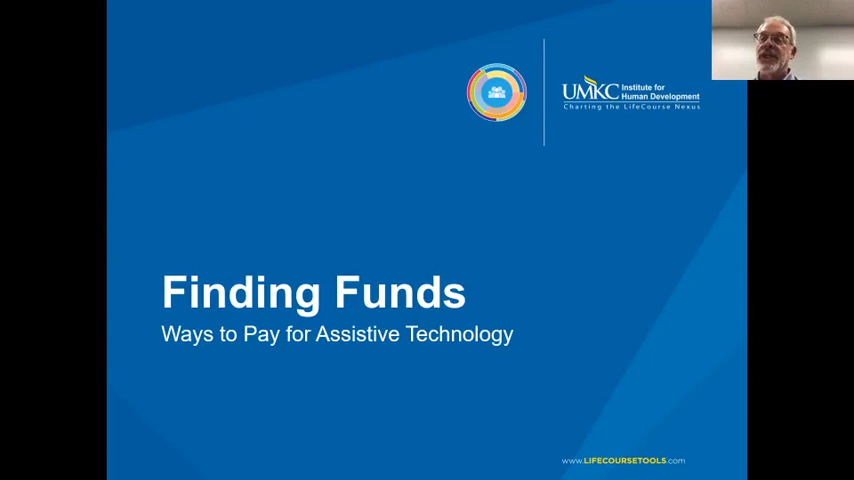 UMKC Institute for
Human Development
Charting the LifeCourse Nexus
Finding Funds
Ways to Pay for Assistive Technology
www.LIFECOURSETOOLS.com